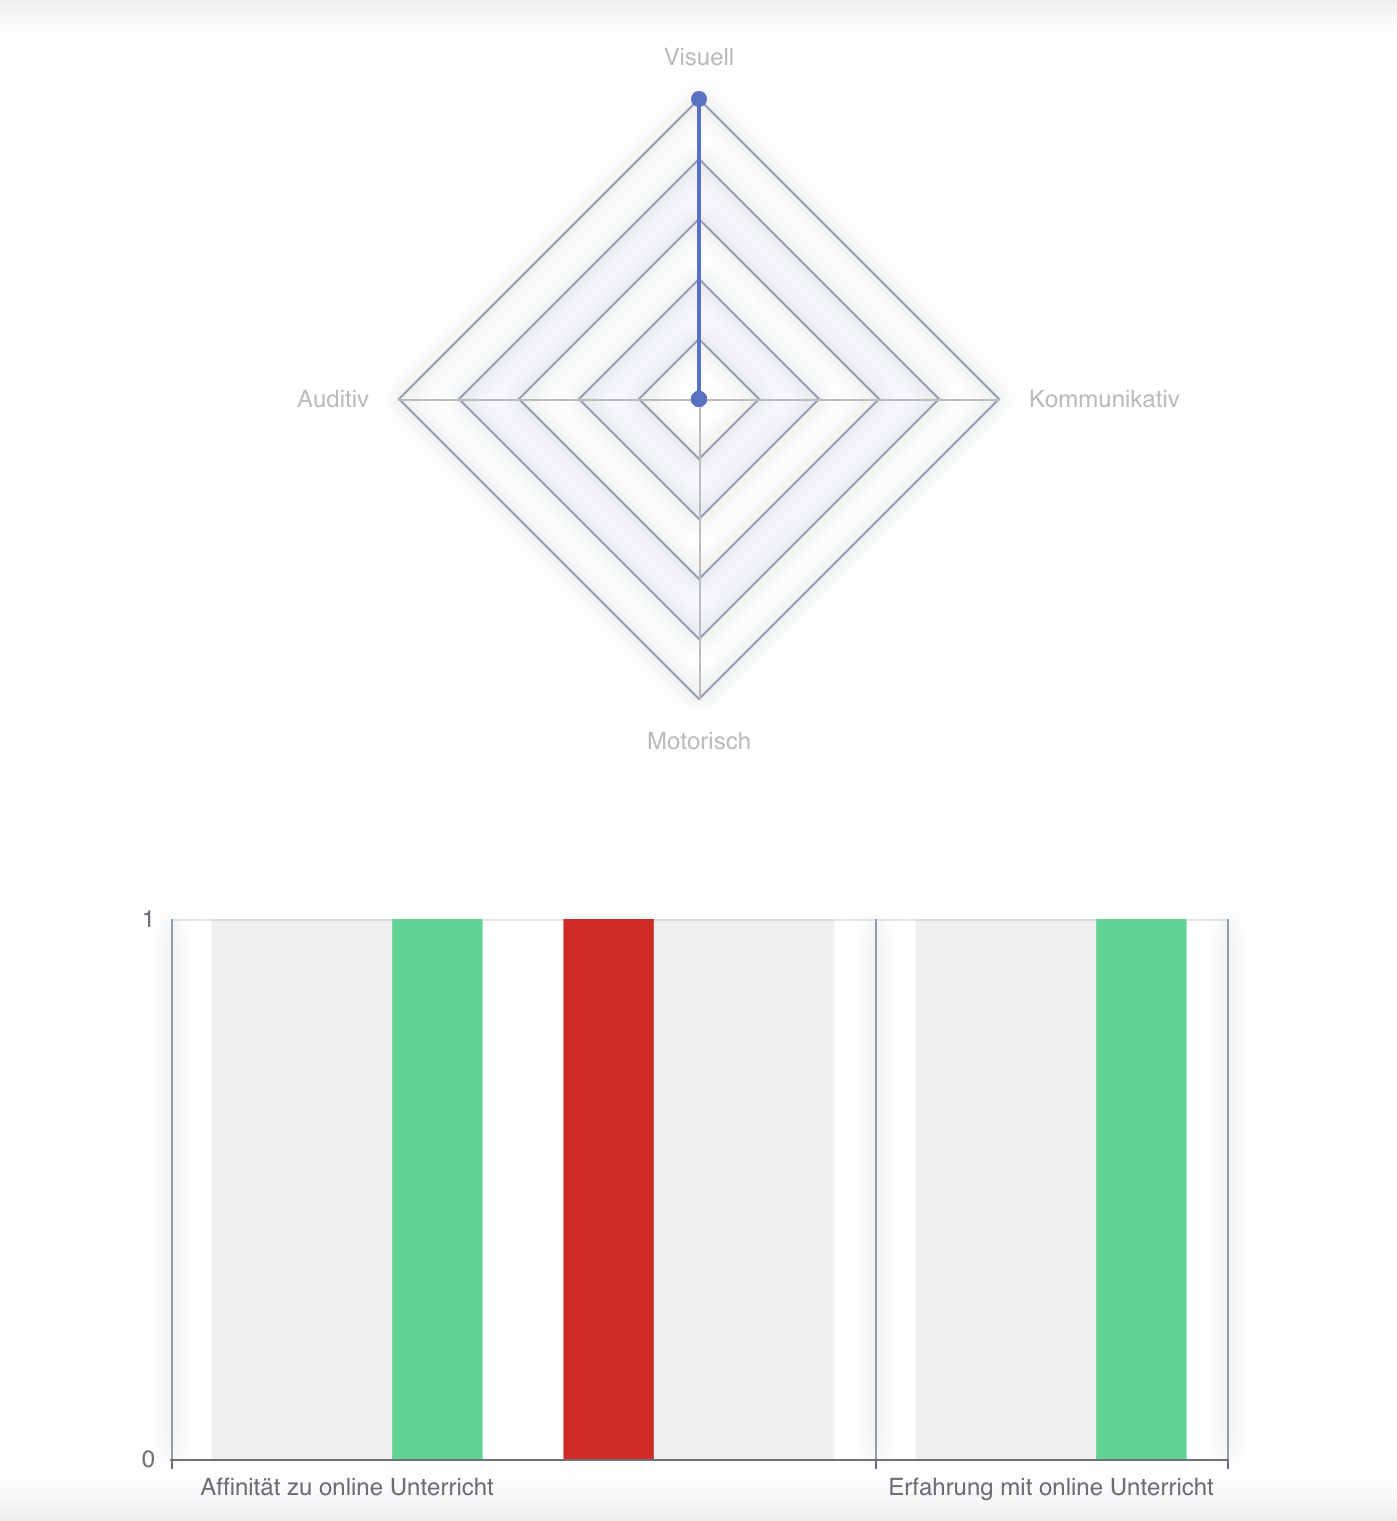 Visuell
Auditiv
Kommunikativ
Motorisch
1
0
Affinität zu online Unterricht
Erfahrung mit online Unterricht